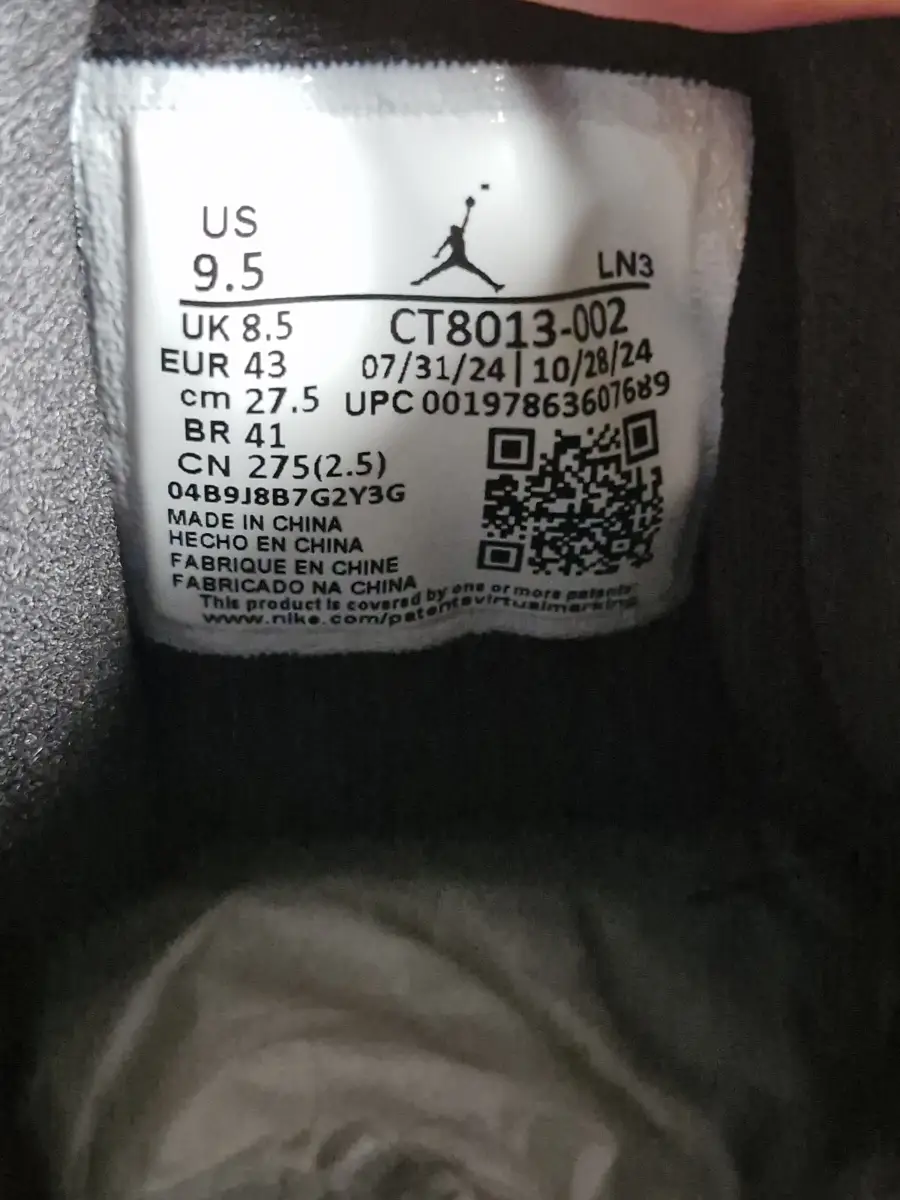 US
9.5
LN3
UK 8.5
CT8013-002
EUR 43
07/31/24 | 10/28/24
cm 27.5
UPC 00197863607689
BR 41
CN 275(2.5)
04B9J8B7G2Y3G
MADE IN CHINA
HECHO EN CHINA
FABRIQUE EN CHINE
FABRICADO NA CHINA
This product is covered by one or more patents:
www.nike.com/patentsvirtualmarking